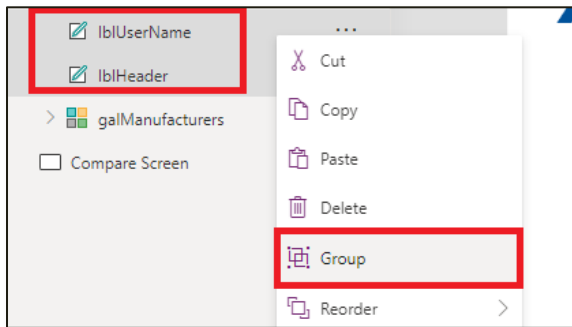 lblUserName
...
lblHeader
galManufacturers
Compare Screen
Cut
Copy
Paste
Delete
Group
Reorder